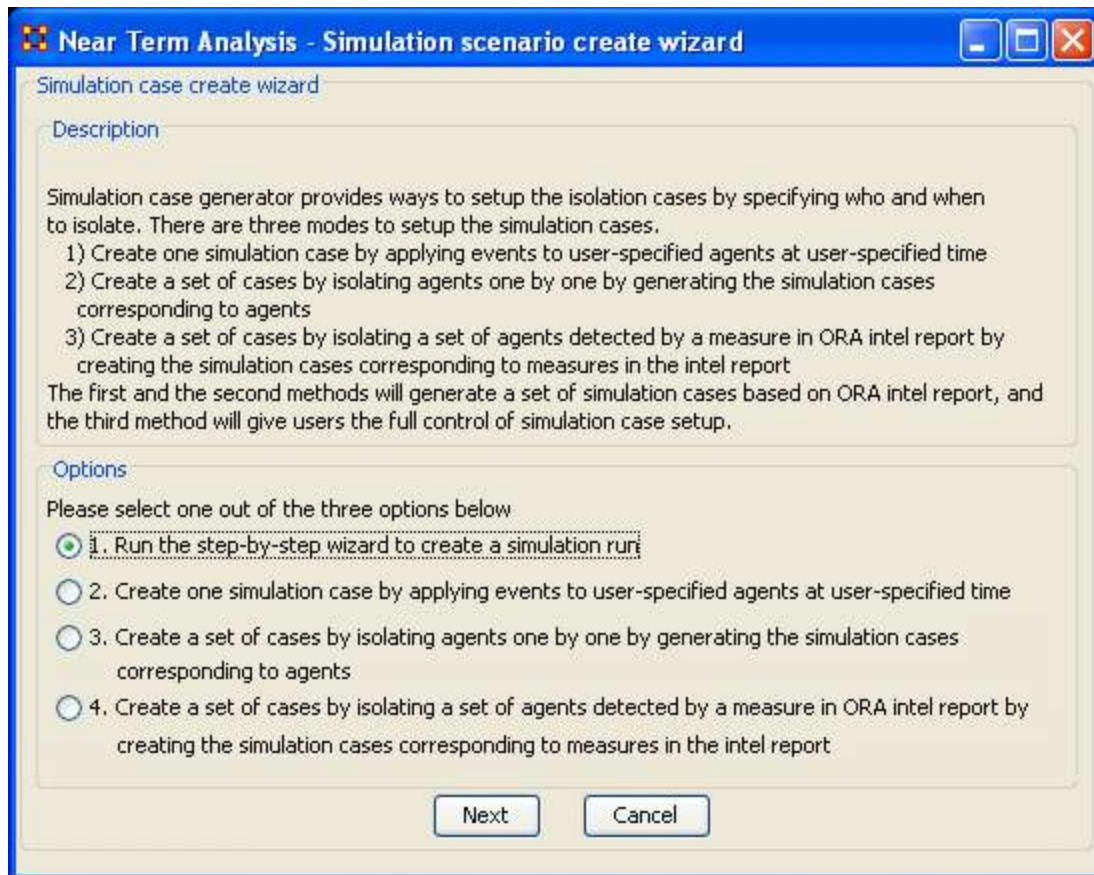 Near Term Analysis - Simulation scenario create wizard
Simulation case create wizard
Description
Simulation case generator provides ways to setup the isolation cases by specifying who and when
to isolate. There are three modes to setup the simulation cases.
1) Create one simulation case by applying events to user-specified agents at user-specified time
2) Create a set of cases by isolating agents one by one by generating the simulation cases
corresponding to agents
3) Create a set of cases by isolating a set of agents detected by a measure in ORA intel report by
creating the simulation cases corresponding to measures in the intel report
The first and the second methods will generate a set of simulation cases based on ORA intel report, and
the third method will give users the full control of simulation case setup.
Options
Please select one out of the three options below
1. Run the step-by-step wizard to create a simulation run
2. Create one simulation case by applying events to user-specified agents at user-specified time
3. Create a set of cases by isolating agents one by one by generating the simulation cases
corresponding to agents
4. Create a set of cases by isolating a set of agents detected by a measure in ORA intel report by
creating the simulation cases corresponding to measures in the intel report
Next Cancel